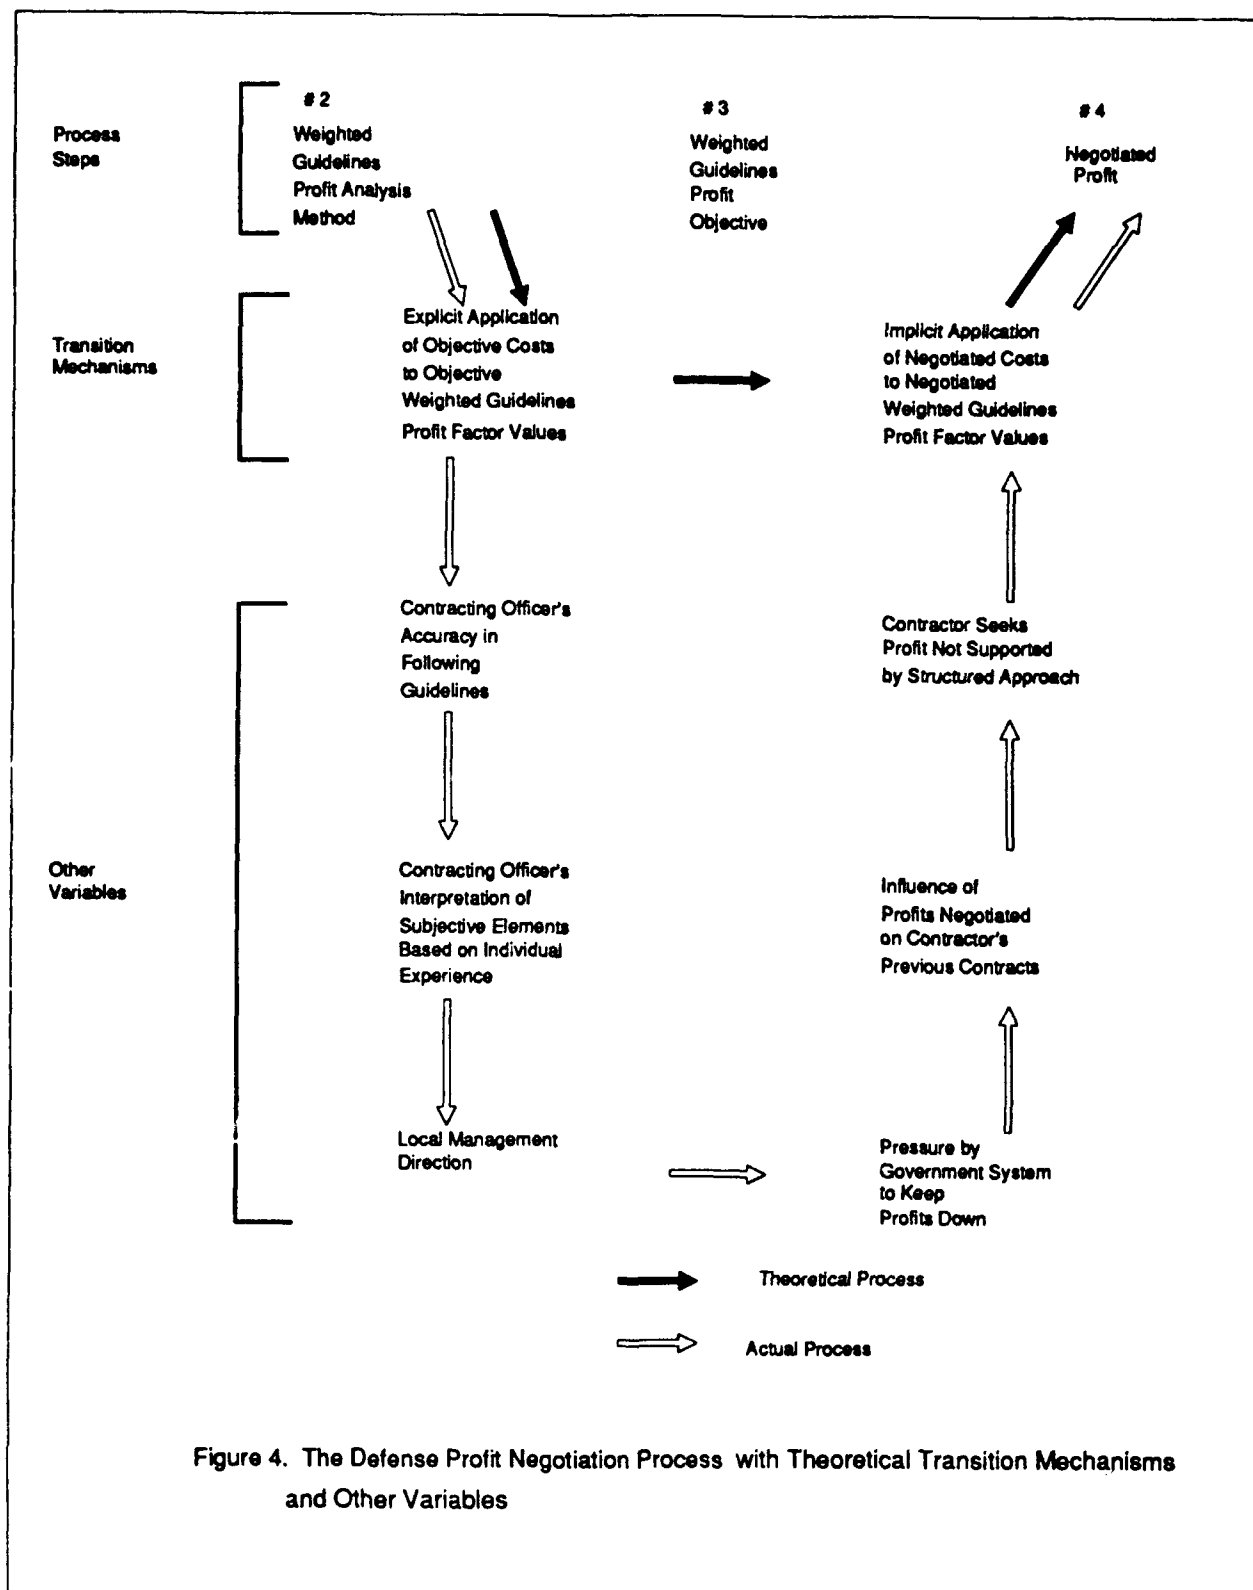 Process
Steps
# 2
Weighted
Guidelines
Profit Analysis
Method
# 3
Weighted
Guidelines
Profit
Objective
# 4
Negotiated
Profit
Transition
Mechanisms
Explicit Application
of Objective Costs
to Objective
Weighted Guidelines
Profit Factor Values
Implicit Application
of Negotiated Costs
to Negotiated
Weighted Guidelines
Profit Factor Values
Other
Variables
Contracting Officer's
Accuracy in
Following
Guidelines
Contractor Seeks
Profit Not Supported
by Structured Approach
Contracting Officer's
Interpretation of
Subjective Elements
Based on Individual
Experience
Influence of
Profits Negotiated
on Contractor's
Previous Contracts
Local Management
Direction
Pressure by
Government System
to Keep
Profits Down
Theoretical Process
Actual Process
Figure 4. The Defense Profit Negotiation Process with Theoretical Transition Mechanisms
and Other Variables